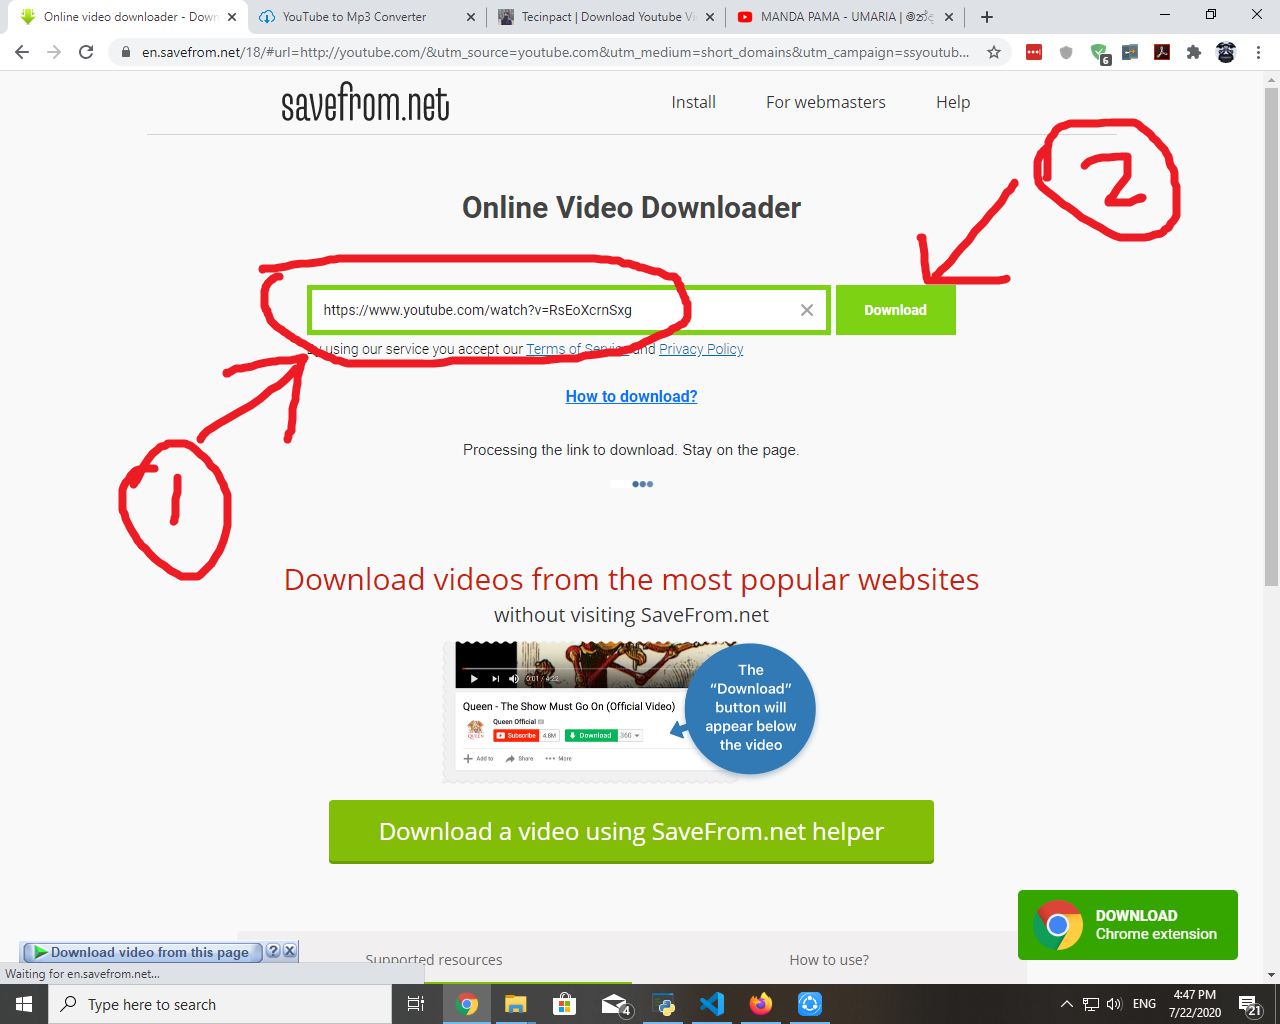 Online video downloader - Down
YouTube to Mp3 Converter
Tecinpact | Download Youtube Vi
MANDA PAMA - UMARIA |
en.savefrom.net/18/#url=http://youtube.com/&utm_source=youtube.com&utm_medium=short_domains&utm_campaign=ssyoutub...
6
savefrom.net
Install
For webmasters
Help
2
Online Video Downloader
https://www.youtube.com/watch?v=RsEoXcrnSxg
Download
By using our service you accept our Terms of Service and Privacy Policy
How to download?
Processing the link to download. Stay on the page.
1
Download videos from the most popular websites
without visiting SaveFrom.net
0:01 / 4:22
The
"Download"
button will
appear below
the video
Queen - The Show Must Go On (Official Video)
Queen Official
QUEEN
Subscribe 4.8M
Download 360
Add to
Share
More
Download a video using SaveFrom.net helper
DOWNLOAD
Chrome extension
Download video from this page
?
Supported resources
How to use?
Waiting for en.savefrom.net...
Type here to search
4
ENG
4:47 PM
7/22/2020
21